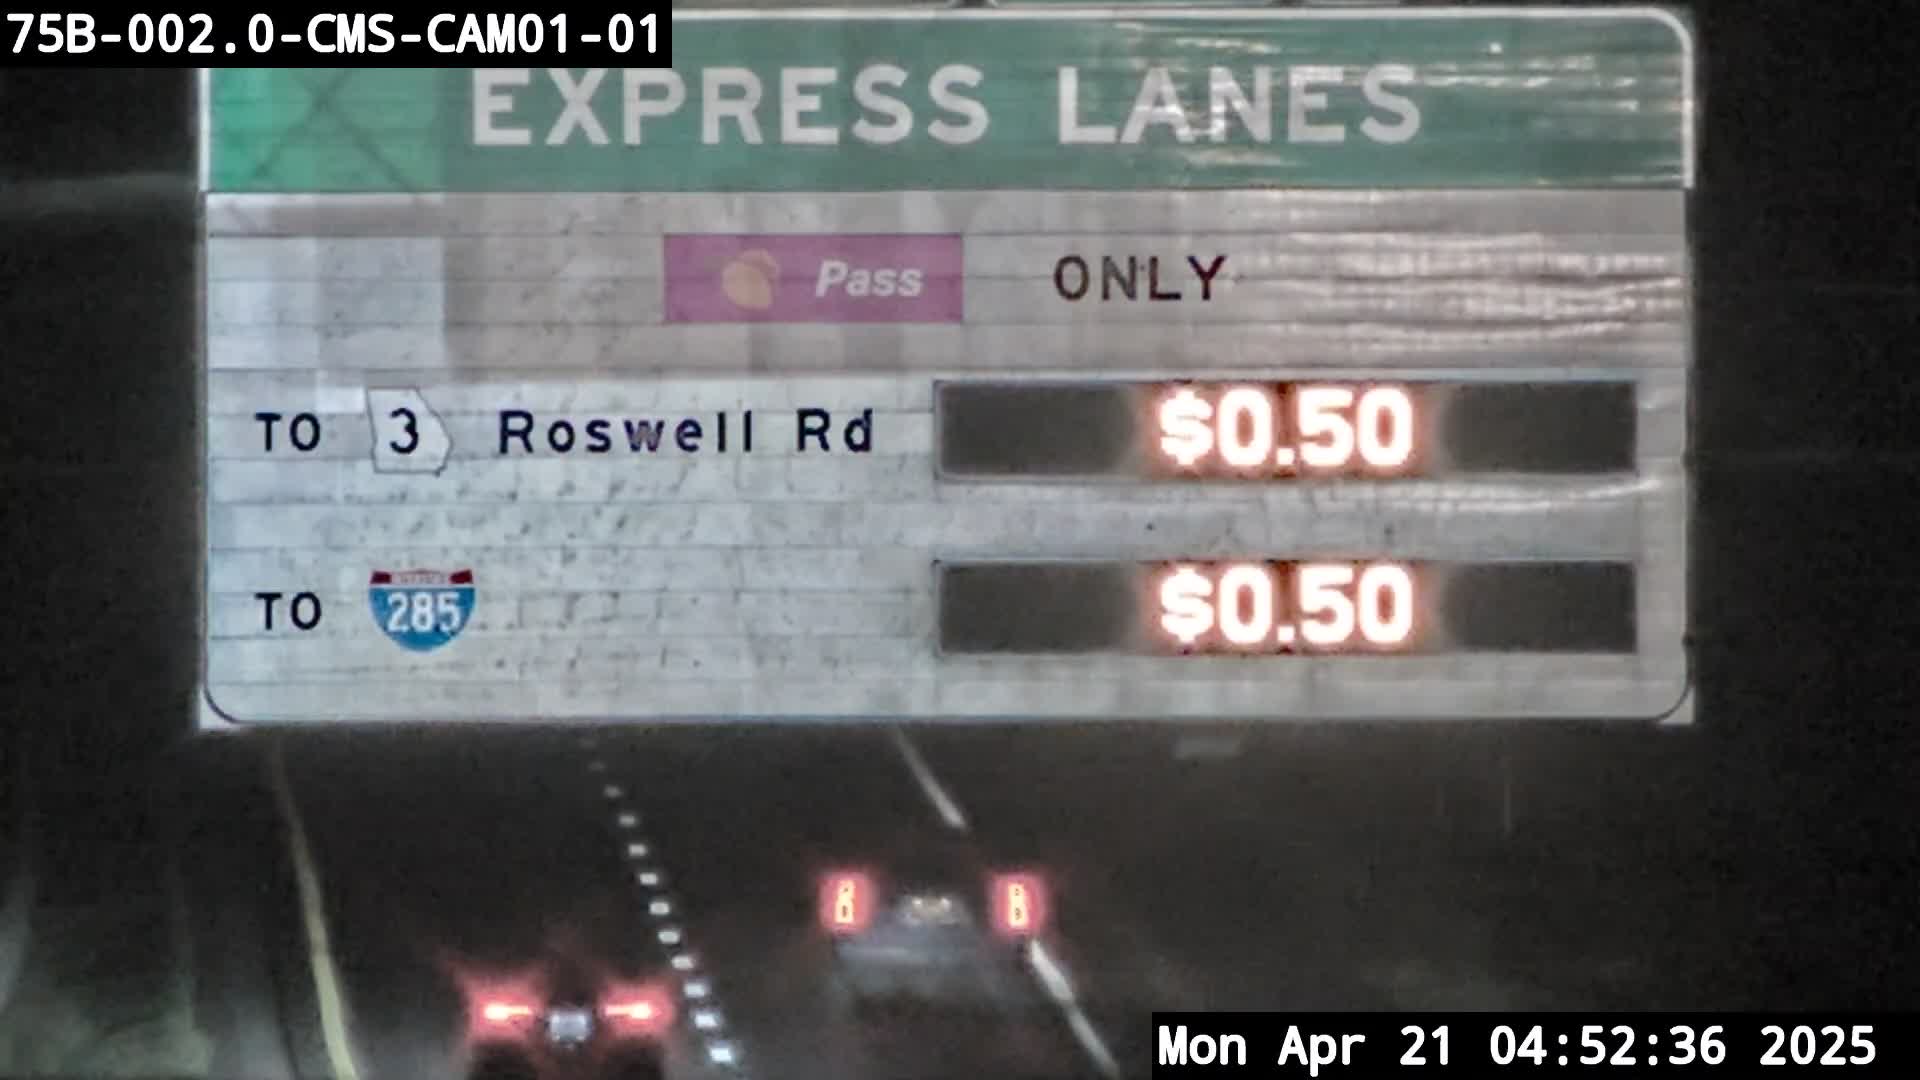 75B-002.0-CMS-CAM01-01
EXPRESS LANES
Pass ONLY
TO 3 Roswell Rd $0.50
TO 285 $0.50
Mon Apr 21 04:52:36 2025